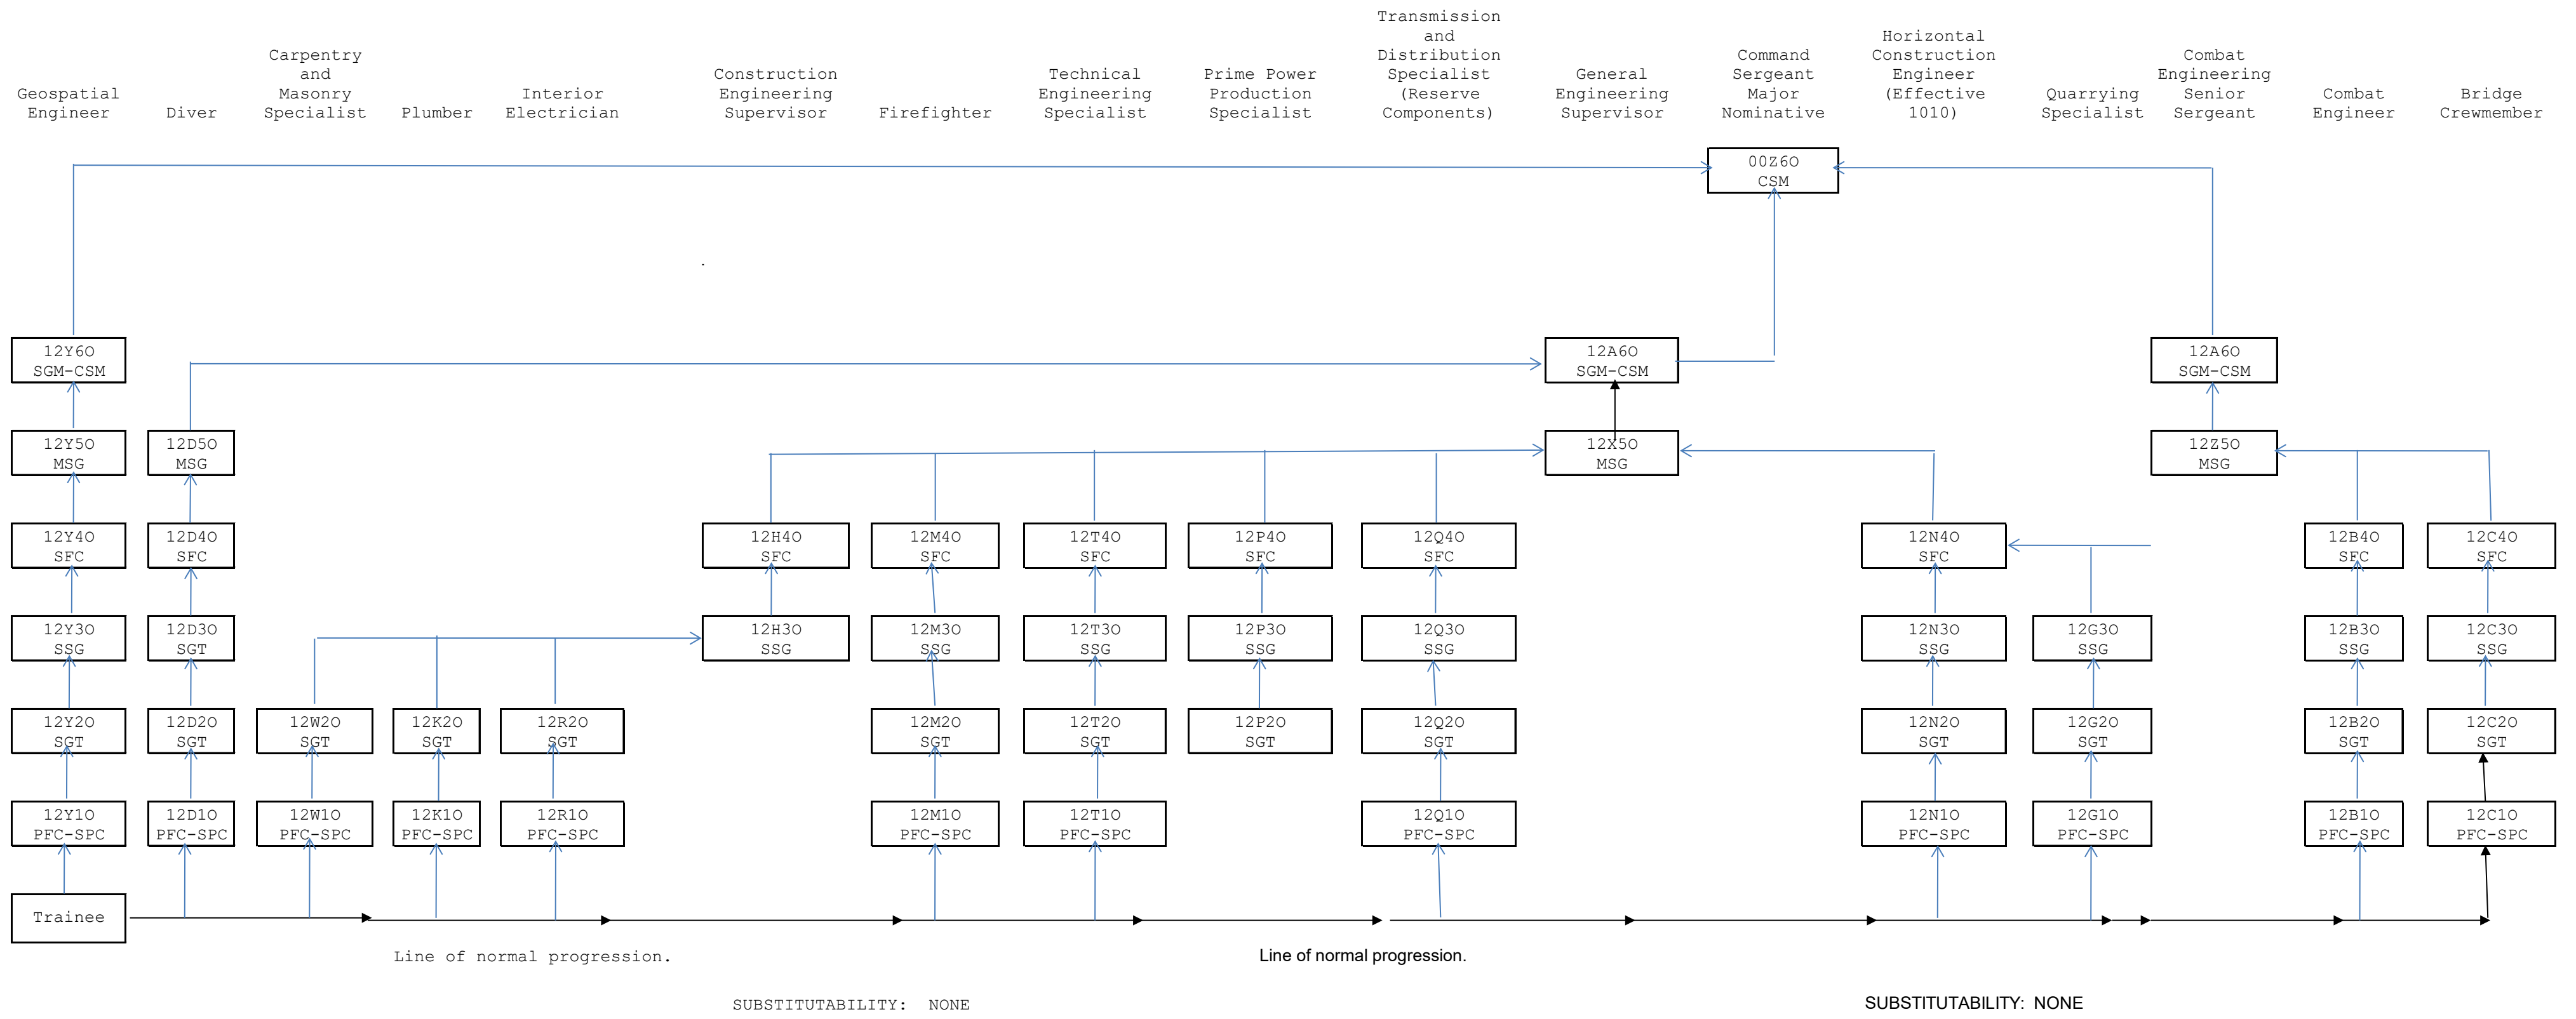 Geospatial
Engineer
Diver
Carpentry
and
Masonry
Specialist
Plumber
Interior
Electrician
Construction
Engineering
Supervisor
Firefighter
Technical
Engineering
Specialist
Prime Power
Production
Specialist
Transmission
and
Distribution
Specialist
(Reserve
Components)
General
Engineering
Supervisor
Command
Sergeant
Major
Nominative
Horizontal
Construction
Engineer
(Effective
1010)
Quarrying
Specialist
Combat
Engineering
Senior
Sergeant
Combat
Engineer
Bridge
Crewmember
00Z6O
CSM
12Y6O
SGM-CSM
12A6O
SGM-CSM
12A6O
SGM-CSM
12Y5O
MSG
12D5O
MSG
12X5O
MSG
12Z5O
MSG
12Y4O
SFC
12D4O
SFC
12H4O
SFC
12M4O
SFC
12T4O
SFC
12P4O
SFC
12Q4O
SFC
12N4O
SFC
12B4O
SFC
12C4O
SFC
12Y3O
SSG
12D3O
SGT
12H3O
SSG
12M3O
SSG
12T3O
SSG
12P3O
SSG
12Q3O
SSG
12N3O
SSG
12G3O
SSG
12B3O
SSG
12C3O
SSG
12Y2O
SGT
12D2O
SGT
12W2O
SGT
12K2O
SGT
12R2O
SGT
12M2O
SGT
12T2O
SGT
12P2O
SGT
12Q2O
SGT
12N2O
SGT
12G2O
SGT
12B2O
SGT
12C2O
SGT
12Y1O
PFC-SPC
12D1O
PFC-SPC
12W1O
PFC-SPC
12K1O
PFC-SPC
12R1O
PFC-SPC
12M1O
PFC-SPC
12T1O
PFC-SPC
12Q1O
PFC-SPC
12N1O
PFC-SPC
12G1O
PFC-SPC
12B1O
PFC-SPC
12C1O
PFC-SPC
Trainee
Line of normal progression.
Line of normal progression.
SUBSTITUTABILITY:  NONE
SUBSTITUTABILITY:  NONE